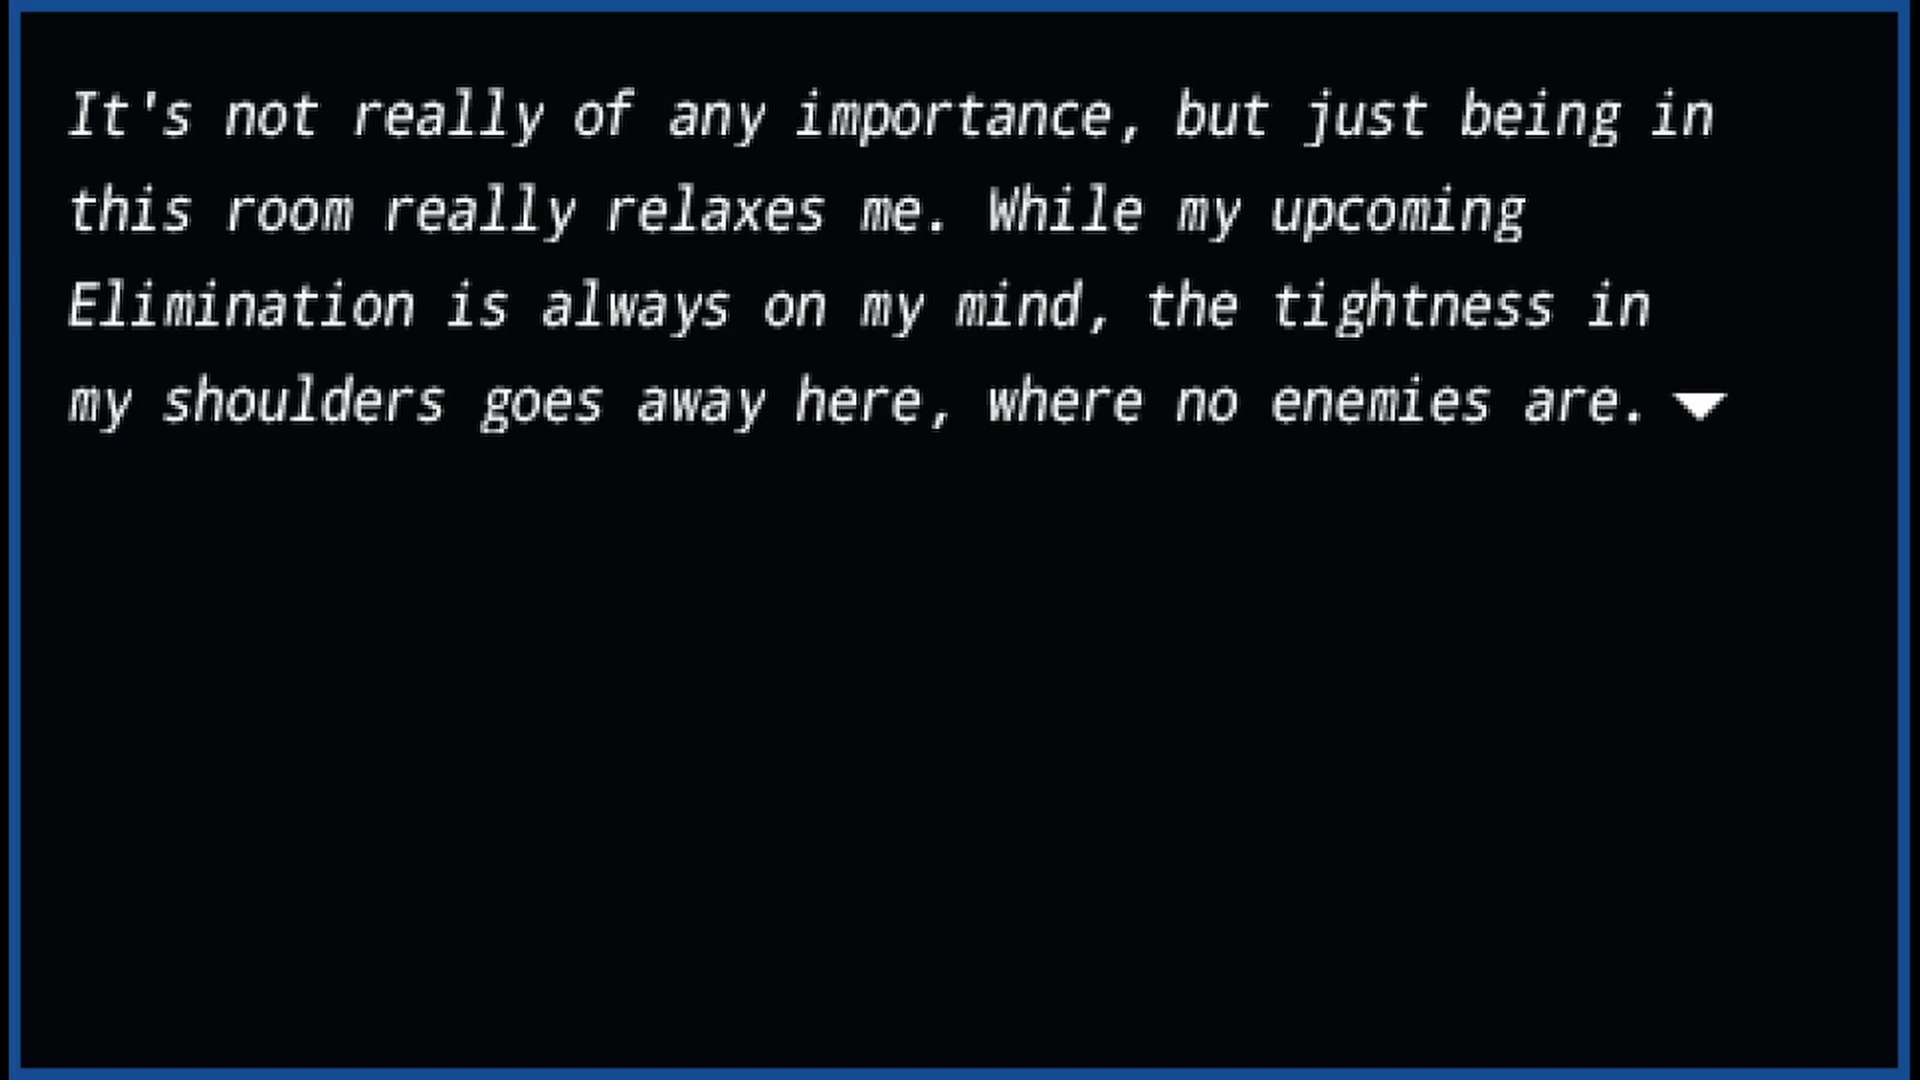 It's not really of any importance, but just being in
this room really relaxes me. While my upcoming
Elimination is always on my mind, the tightness in
my shoulders goes away here, where no enemies are.